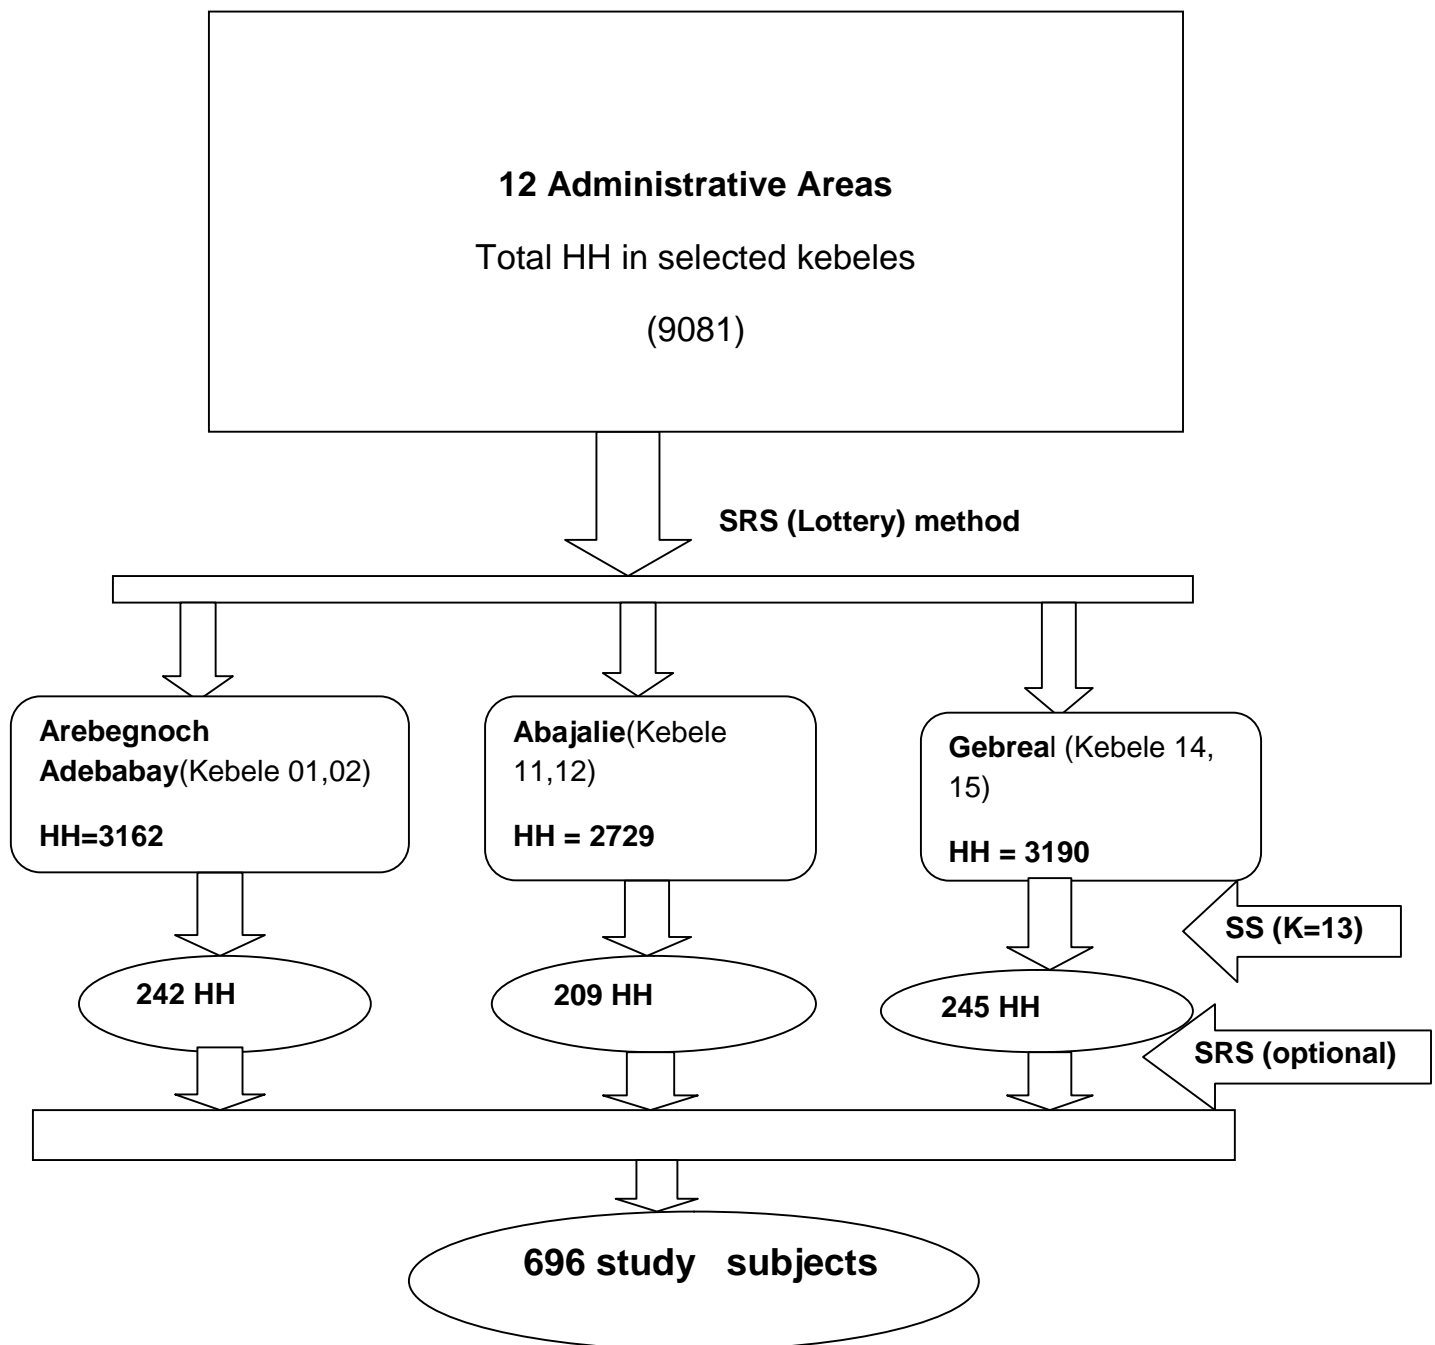 12 Administrative Areas
Total HH in selected kebeles
(9081)
SRS (Lottery) method
Arebegnoch
Adebabay(Kebele 01,02)
HH=3162
Abajalie(Kebele
11,12)
HH = 2729
Gebreal (Kebele 14,
15)
HH = 3190
SS (K=13)
242 HH
209 HH
245 HH
SRS (optional)
696 study subjects